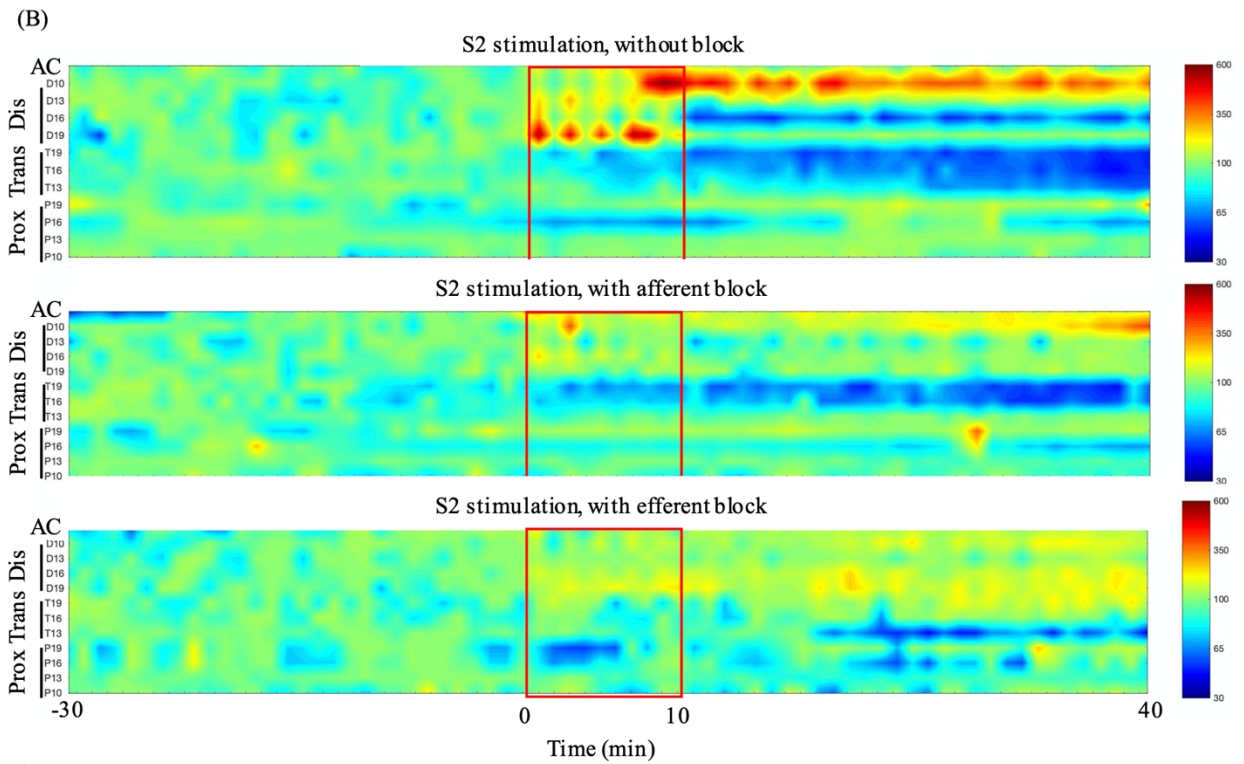 (B)
S2 stimulation, without block
AC
D10
D13
D16
D19
T19
T16
T13
P19
P16
P13
P10
Dis
Trans
Prox
600
350
100
65
30
S2 stimulation, with afferent block
AC
D10
D13
D16
D19
T19
T16
T13
P19
P16
P13
P10
Dis
Trans
Prox
600
350
100
65
30
S2 stimulation, with efferent block
AC
D10
D13
D16
D19
T19
T16
T13
P19
P16
P13
P10
Dis
Trans
Prox
600
350
100
65
30
-30
0
10
40
Time (min)